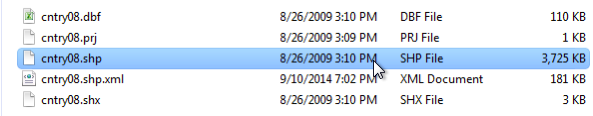 cntry08.dbf 8/26/2009 3:10 PM DBF File 110 KB
cntry08.prj 8/26/2009 3:09 PM PRJ File 1 KB
cntry08.shp 8/26/2009 3:10 PM SHP File 3,725 KB
cntry08.shp.xml 9/10/2014 7:02 PM XML Document 181 KB
cntry08.shx 8/26/2009 3:10 PM SHX File 3 KB